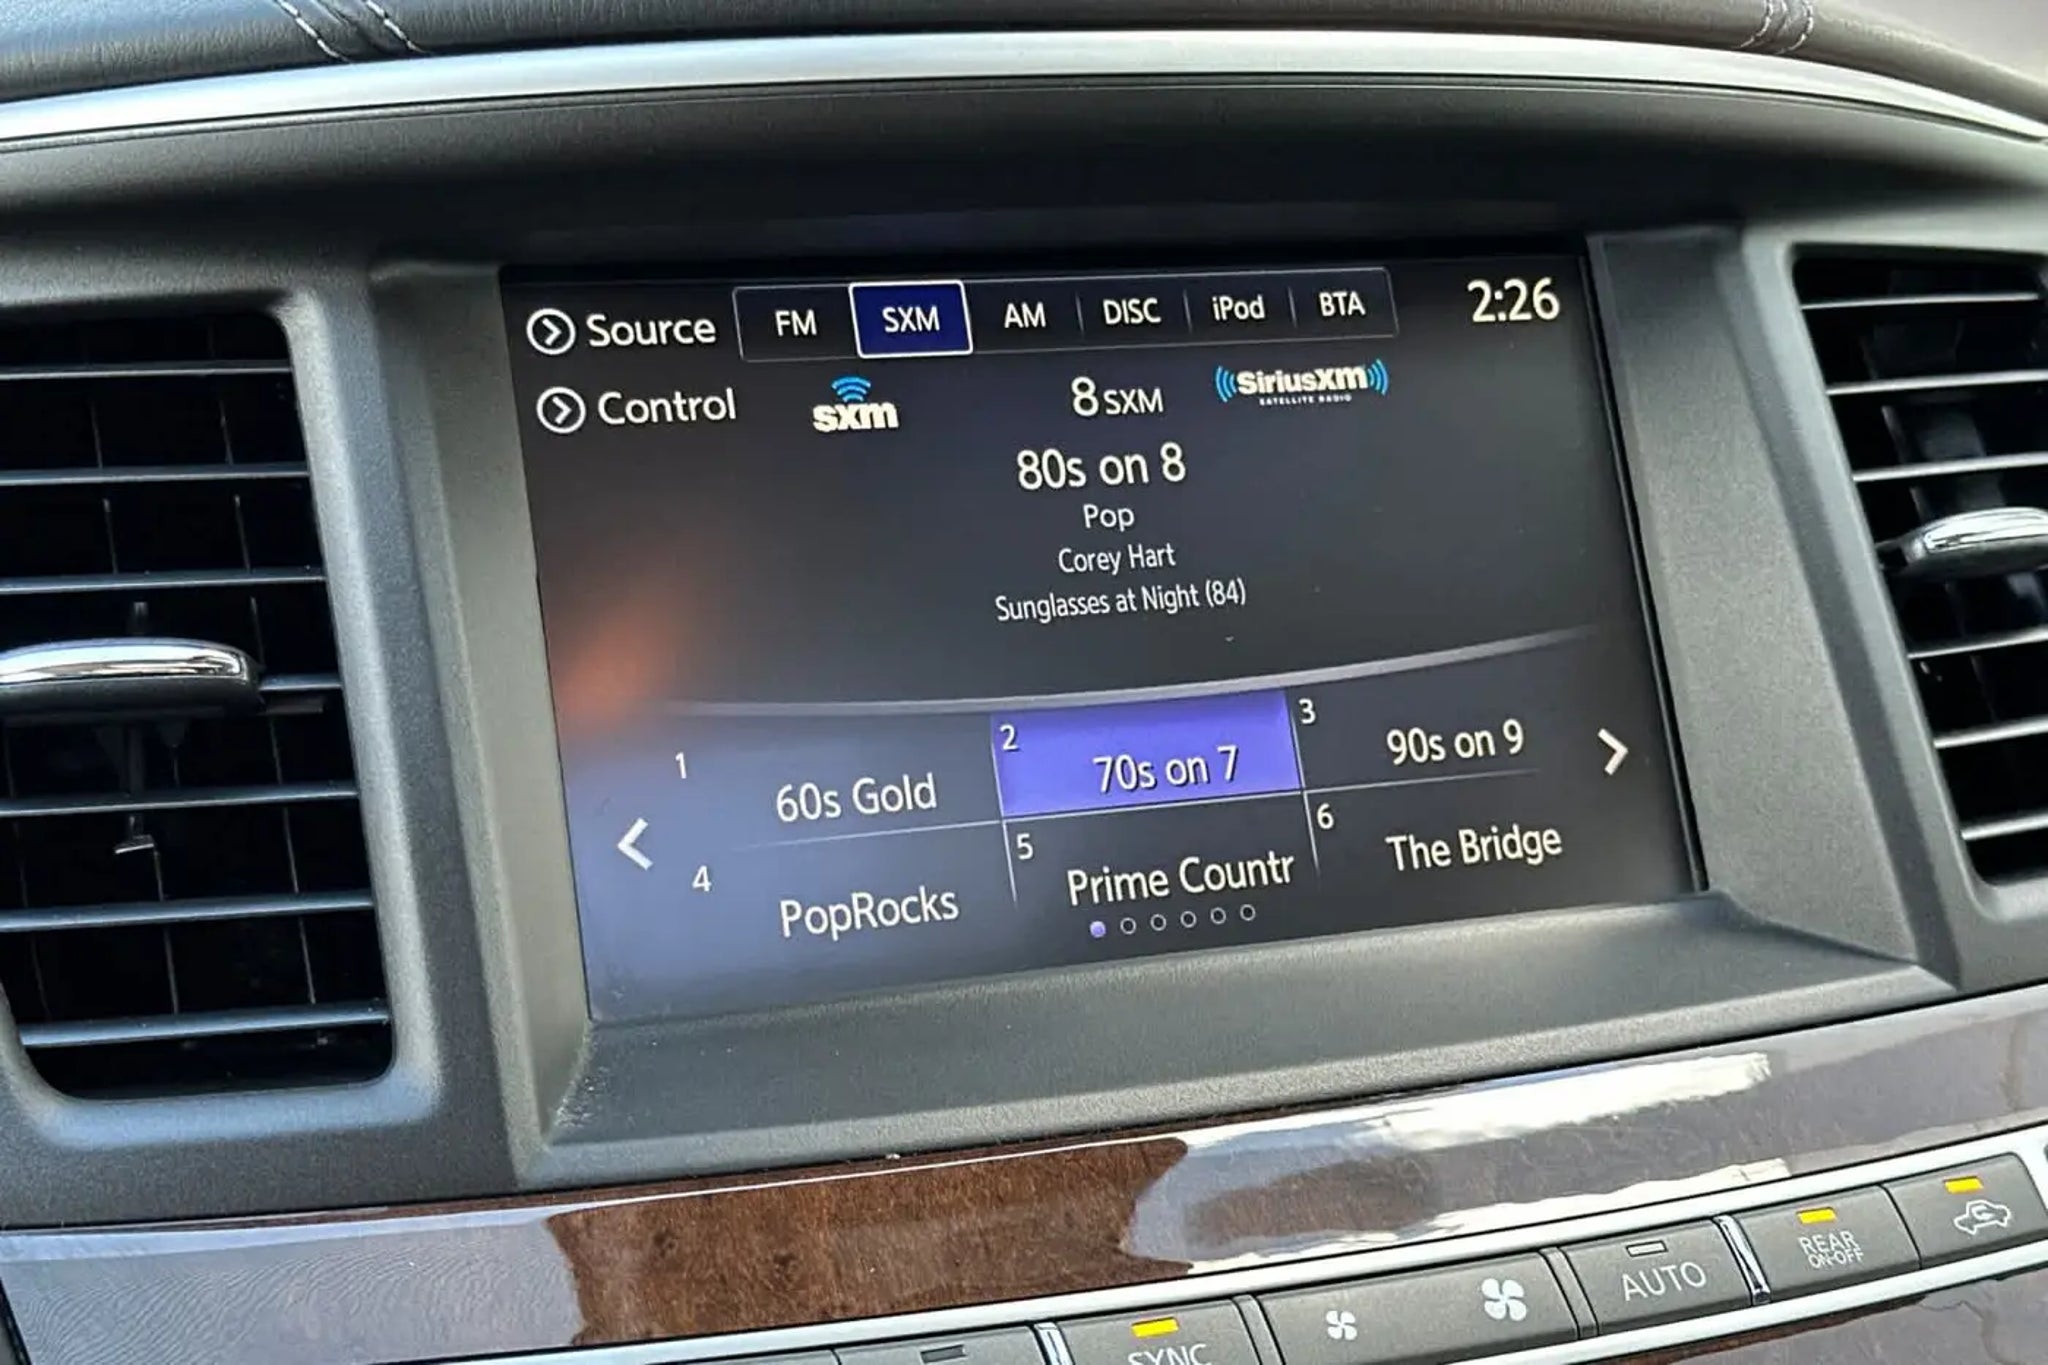 Source FM SXM AM DISC iPod BTA 2:26
Control sxm 8 SXM SiriusXM
SATELLITE RADIO
80s on 8
Pop
Corey Hart
Sunglasses at Night (84)
1 60s Gold 2 70s on 7 3 90s on 9
4 PopRocks 5 Prime Countr 6 The Bridge
AUTO REAR
ON·OFF
SYNC